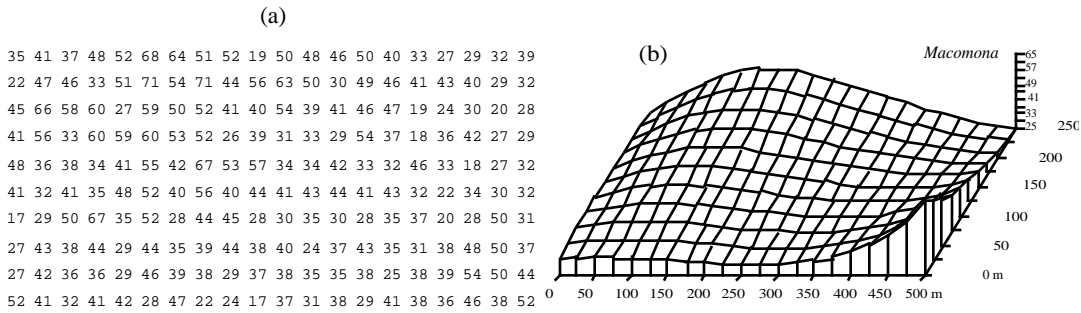 (a)
35 41 37 48 52 68 64 51 52 19 50 48 46 50 40 33 27 29 32 39
22 47 46 33 51 71 54 71 44 56 63 50 30 49 46 41 43 40 29 32
45 66 58 60 27 59 50 52 41 40 54 39 41 46 47 19 24 30 20 28
41 56 33 60 59 60 53 52 26 39 31 33 29 54 37 18 36 42 27 29
48 36 38 34 41 55 42 67 53 57 34 34 42 33 32 46 33 18 27 32
41 32 41 35 48 52 40 56 40 44 41 43 44 41 43 32 22 34 30 32
17 29 50 67 35 52 28 44 45 28 30 35 30 28 35 37 20 28 50 31
27 43 38 44 29 44 35 39 44 38 40 24 37 43 35 31 38 48 50 37
27 42 36 36 29 46 39 38 29 37 38 35 35 38 25 38 39 54 50 44
52 41 32 41 42 28 47 22 24 17 37 31 38 29 41 38 36 46 38 52
(b)
Macomona
65
57
49
41
33
25
250
200
150
100
50
0 m
0 50 100 150 200 250 300 350 400 450 500 m